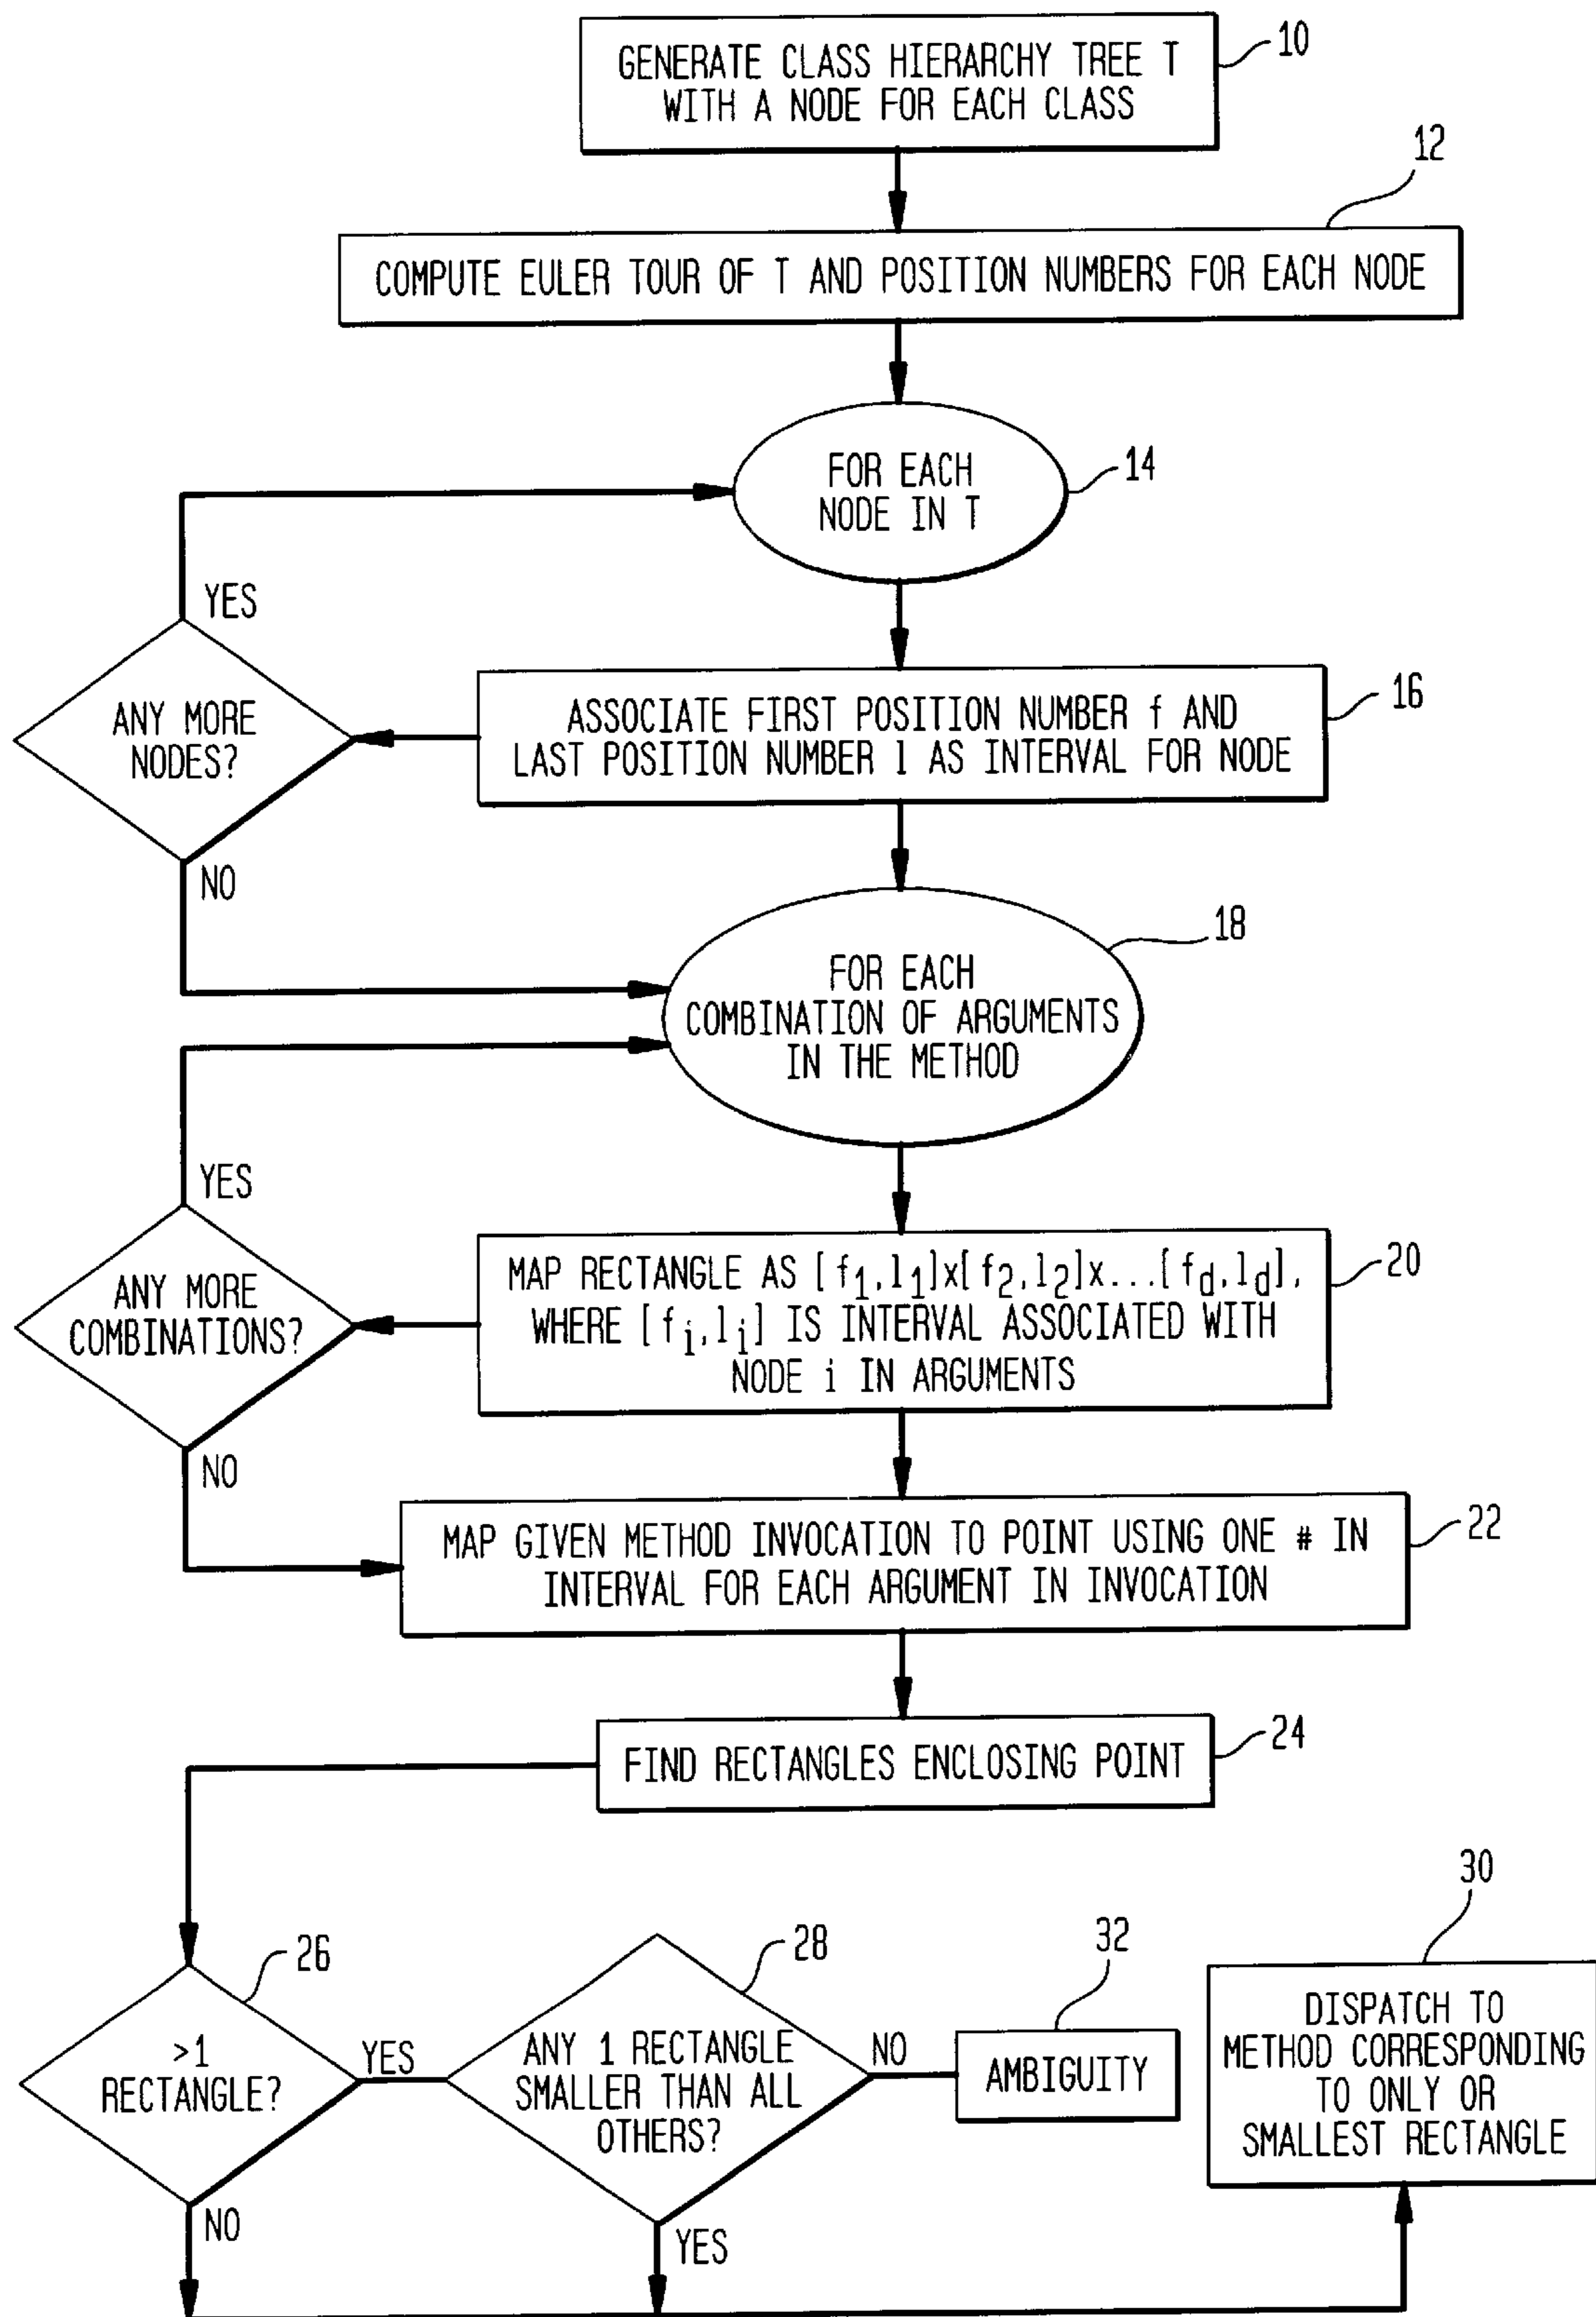 GENERATE CLASS HIERARCHY TREE T
WITH A NODE FOR EACH CLASS
10
12
COMPUTE EULER TOUR OF T AND POSITION NUMBERS FOR EACH NODE
FOR EACH
NODE IN T
14
YES
ANY MORE
NODES?
NO
ASSOCIATE FIRST POSITION NUMBER f AND
LAST POSITION NUMBER l AS INTERVAL FOR NODE
16
FOR EACH
COMBINATION OF ARGUMENTS
IN THE METHOD
18
YES
ANY MORE
COMBINATIONS?
NO
MAP RECTANGLE AS [f1,l1]x[f2,l2]x...[fd,ld],
WHERE [fi,li] IS INTERVAL ASSOCIATED WITH
NODE i IN ARGUMENTS
20
MAP GIVEN METHOD INVOCATION TO POINT USING ONE # IN
INTERVAL FOR EACH ARGUMENT IN INVOCATION
22
FIND RECTANGLES ENCLOSING POINT
24
26
>1
RECTANGLE?
YES
NO
28
ANY 1 RECTANGLE
SMALLER THAN ALL
OTHERS?
NO
YES
32
AMBIGUITY
30
DISPATCH TO
METHOD CORRESPONDING
TO ONLY OR
SMALLEST RECTANGLE